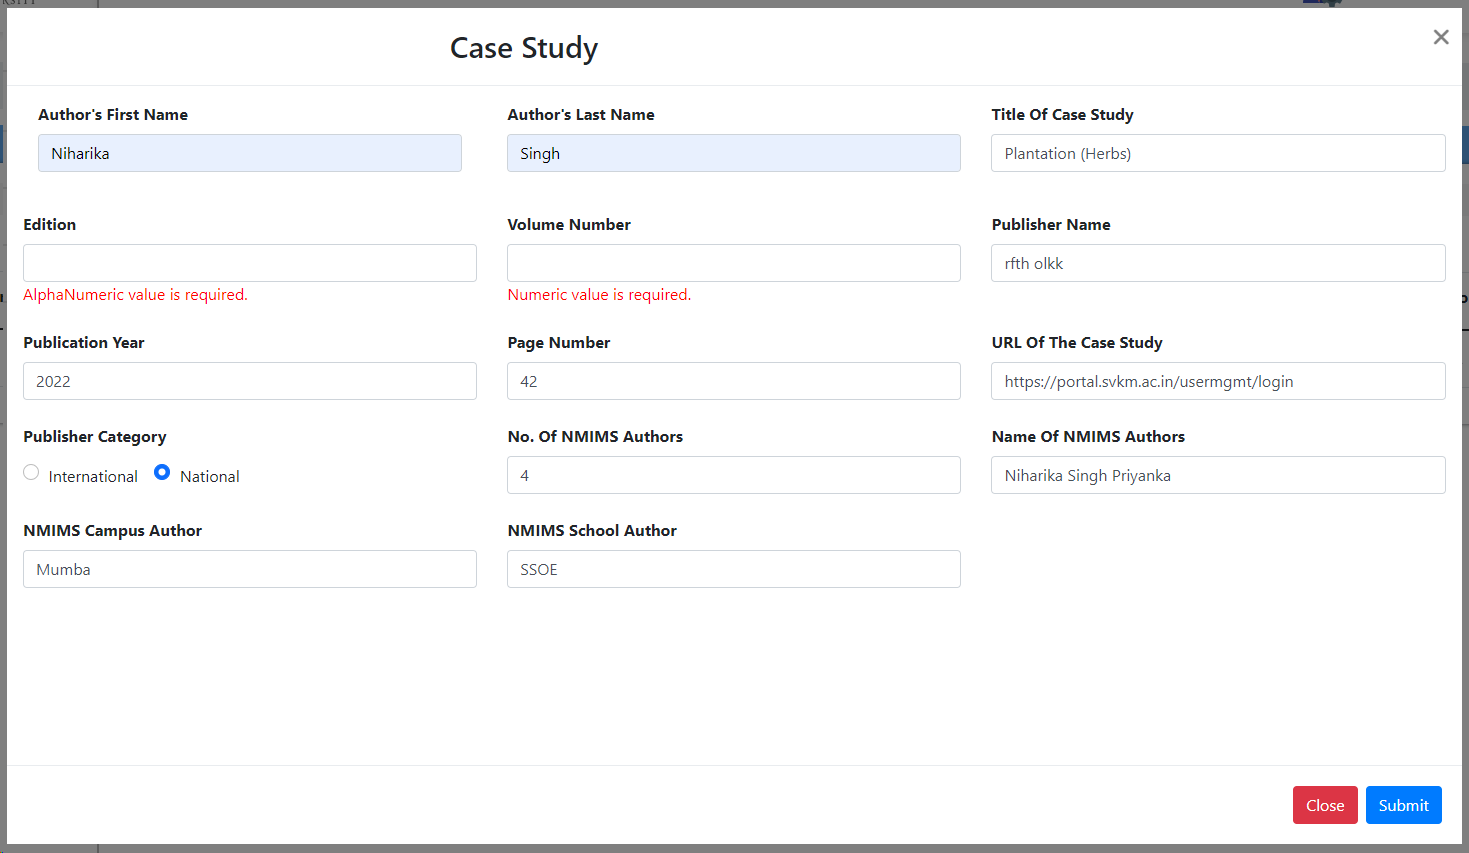 Case Study
Author's First Name
Author's Last Name
Title Of Case Study
Niharika
Singh
Plantation (Herbs)
Edition
Volume Number
Publisher Name
rfth olkk
AlphaNumeric value is required.
Numeric value is required.
Publication Year
Page Number
URL Of The Case Study
2022
42
https://portal.svkm.ac.in/usermgmt/login
Publisher Category
No. Of NMIMS Authors
Name Of NMIMS Authors
International
National
4
Niharika Singh Priyanka
NMIMS Campus Author
NMIMS School Author
Mumba
SSOE
Close
Submit